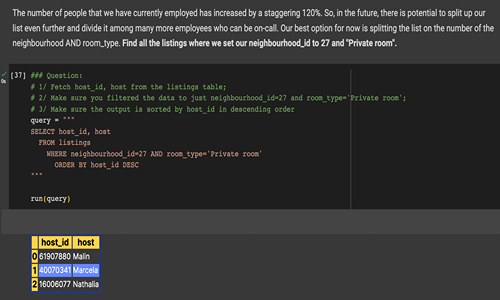 The number of people that we have currently employed has increased by a staggering 120%. So, in the future, there is potential to split up our
list even further and divide it among many more employees who can be on-call. Our best option for now is splitting the list on the number of the
neighbourhood AND room_type. Find all the listings where we set our neighbourhood_id to 27 and "Private room".
[37] ### Question:
0s
# 1/ Fetch host_id, host from the listings table;
# 2/ Make sure you filtered the data to just neighbourhood_id=27 and room_type='Private room';
# 3/ Make sure the output is sorted by host_id in descending order
query = """
SELECT host_id, host
FROM listings
WHERE neighbourhood_id=27 AND room_type='Private room'
ORDER BY host_id DESC
"""
run(query)
host_id host
0 61907880 Malin
1 40070341 Marcela
2 16006077 Nathalia